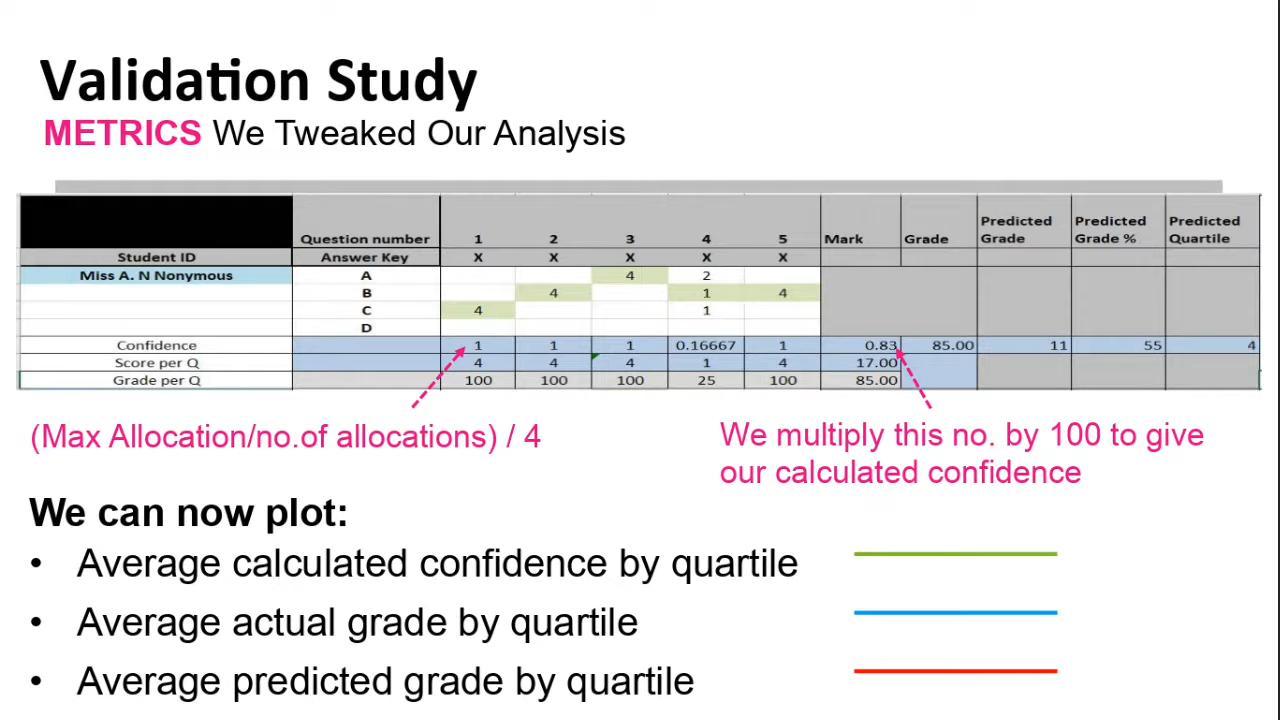 Validation Study
METRICS We Tweaked Our Analysis
Predicted Predicted Predicted
Question number 1 2 3 4 5 Mark Grade Grade Grade % Quartile
Student ID Answer Key X X X X X
Miss A. N Nonymous A 4 2
B 4 1 4
C 4 1
D
Confidence 1 1 1 0.16667 1 0.83 85.00 11 55 4
Score per Q 4 4 4 1 4 17.00
Grade per Q 100 100 100 25 100 85.00
(Max Allocation/no.of allocations) / 4
We multiply this no. by 100 to give
our calculated confidence
We can now plot:
• Average calculated confidence by quartile
• Average actual grade by quartile
• Average predicted grade by quartile